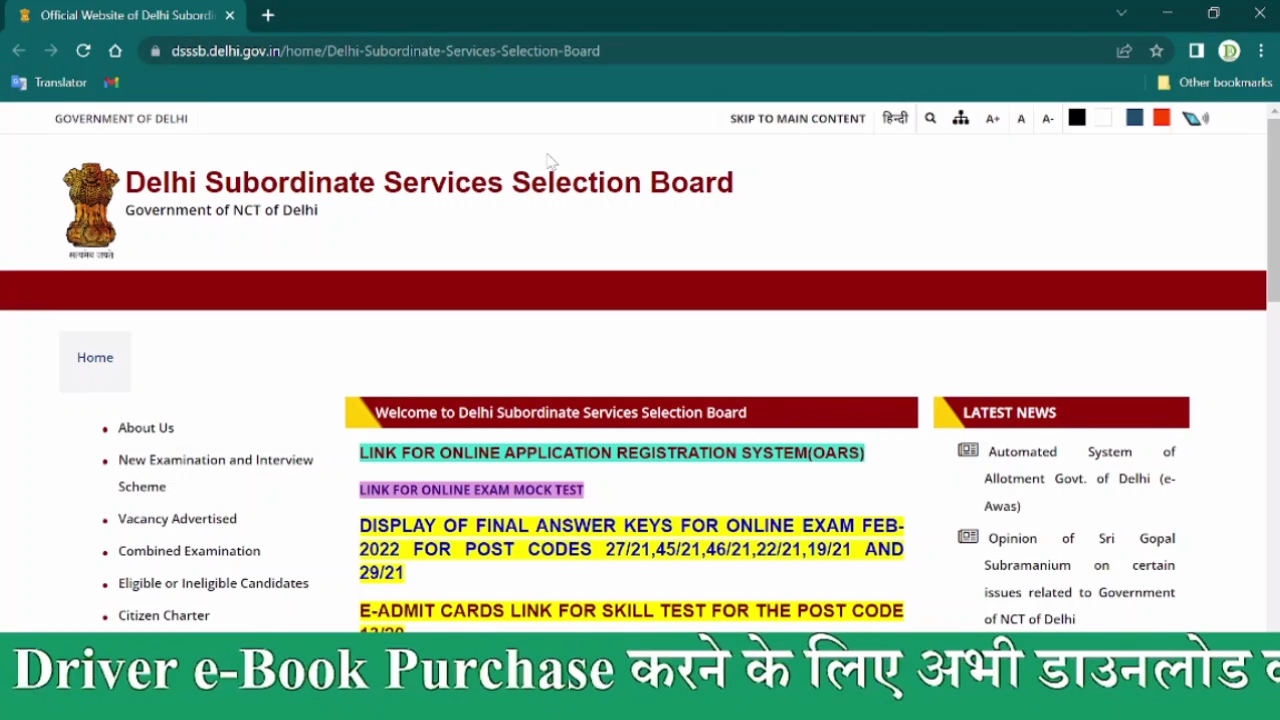 Official Website of Delhi Subordi
dsssb.delhi.gov.in/home/Delhi-Subordinate-Services-Selection-Board
Translator
Other bookmarks
GOVERNMENT OF DELHI
SKIP TO MAIN CONTENT
हिन्दी
A+
A
A-
Delhi Subordinate Services Selection Board
Government of NCT of Delhi
सत्यमेव जयते
Home
About Us
New Examination and Interview
Scheme
Vacancy Advertised
Combined Examination
Eligible or Ineligible Candidates
Citizen Charter
Welcome to Delhi Subordinate Services Selection Board
LINK FOR ONLINE APPLICATION REGISTRATION SYSTEM(OARS)
LINK FOR ONLINE EXAM MOCK TEST
DISPLAY OF FINAL ANSWER KEYS FOR ONLINE EXAM FEB-
2022 FOR POST CODES 27/21,45/21,46/21,22/21,19/21 AND
29/21
E-ADMIT CARDS LINK FOR SKILL TEST FOR THE POST CODE
LATEST NEWS
Automated System of
Allotment Govt. of Delhi (e-
Awas)
Opinion of Sri Gopal
Subramanium on certain
issues related to Government
of NCT of Delhi
Driver e-Book Purchase करने के लिए अभी डाउनलोड